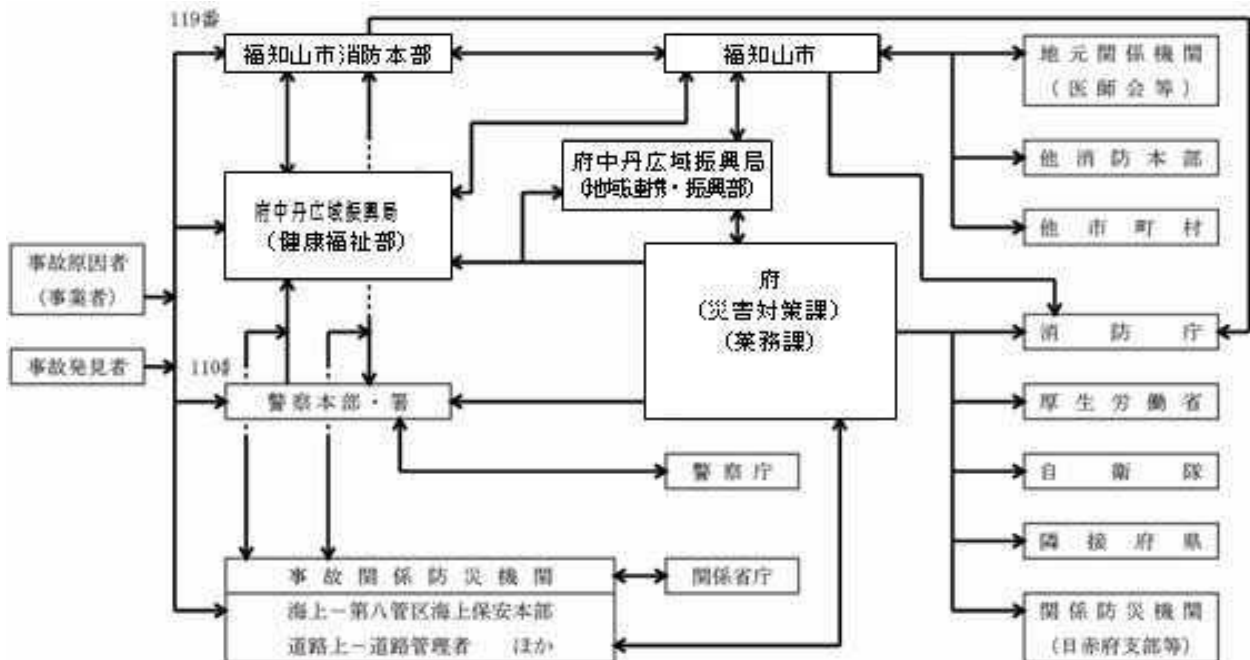 119番
福知山市消防本部
福知山市
地元関係機関
(医師会等)
他消防本部
府中丹広域振興局
(地域連携・振興部)
府中丹広域振興局
(健康福祉部)
他市町村
事故原因者
(事業者)
府
(災害対策課)
(薬務課)
消防庁
事故発見者
110番
警察本部・署
厚生労働省
警察庁
自衛隊
隣接府県
事故関係防災機関
関係省庁
海上－第八管区海上保安本部
道路上－道路管理者 ほか
関係防災機関
(日赤府支部等)